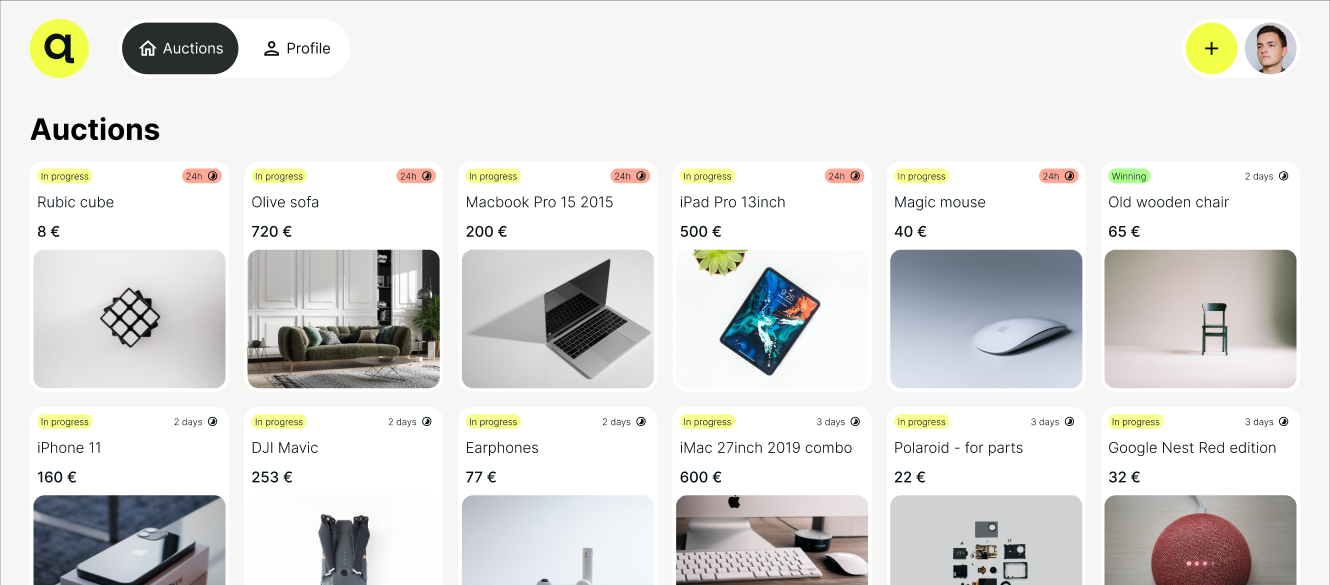 q
Auctions
Profile
+
Auctions
In progress 24h
Rubic cube
8 €
In progress 24h
Olive sofa
720 €
In progress 24h
Macbook Pro 15 2015
200 €
In progress 24h
iPad Pro 13inch
500 €
In progress 24h
Magic mouse
40 €
Winning 2 days
Old wooden chair
65 €
In progress 2 days
iPhone 11
160 €
In progress 2 days
DJI Mavic
253 €
In progress 2 days
Earphones
77 €
In progress 3 days
iMac 27inch 2019 combo
600 €
In progress 3 days
Polaroid - for parts
22 €
In progress 3 days
Google Nest Red edition
32 €